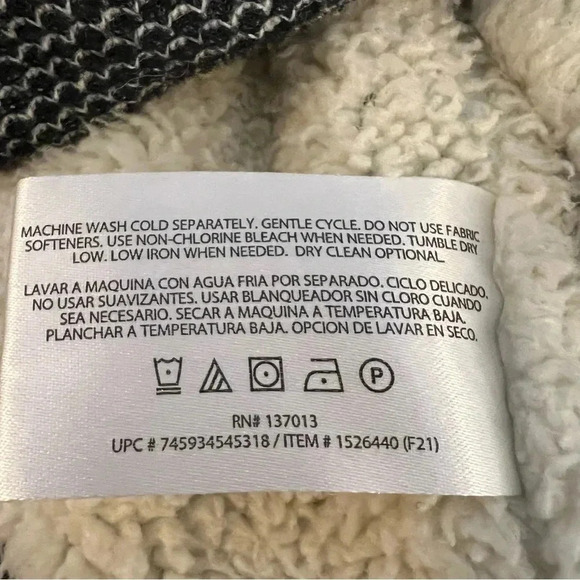 MACHINE WASH COLD SEPARATELY. GENTLE CYCLE. DO NOT USE FABRIC
SOFTENERS. USE NON-CHLORINE BLEACH WHEN NEEDED. TUMBLE DRY
LOW. LOW IRON WHEN NEEDED. DRY CLEAN OPTIONAL.
LAVAR A MAQUINA CON AGUA FRIA POR SEPARADO. CICLO DELICADO.
NO USAR SUAVIZANTES. USAR BLANQUEADOR SIN CLORO CUANDO
SEA NECESARIO. SECAR A MAQUINA A TEMPERATURA BAJA.
PLANCHAR A TEMPERATURA BAJA. OPCION DE LAVAR EN SECO.
P
RN# 137013
UPC # 745934545318 / ITEM # 1526440 (F21)